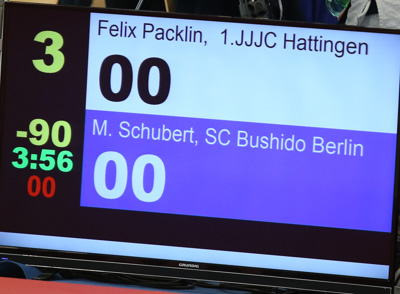 3
Felix Packlin, 1.JJJC Hattingen
00
-90
M. Schubert, SC Bushido Berlin
3:56
00
00
GRUNDIG